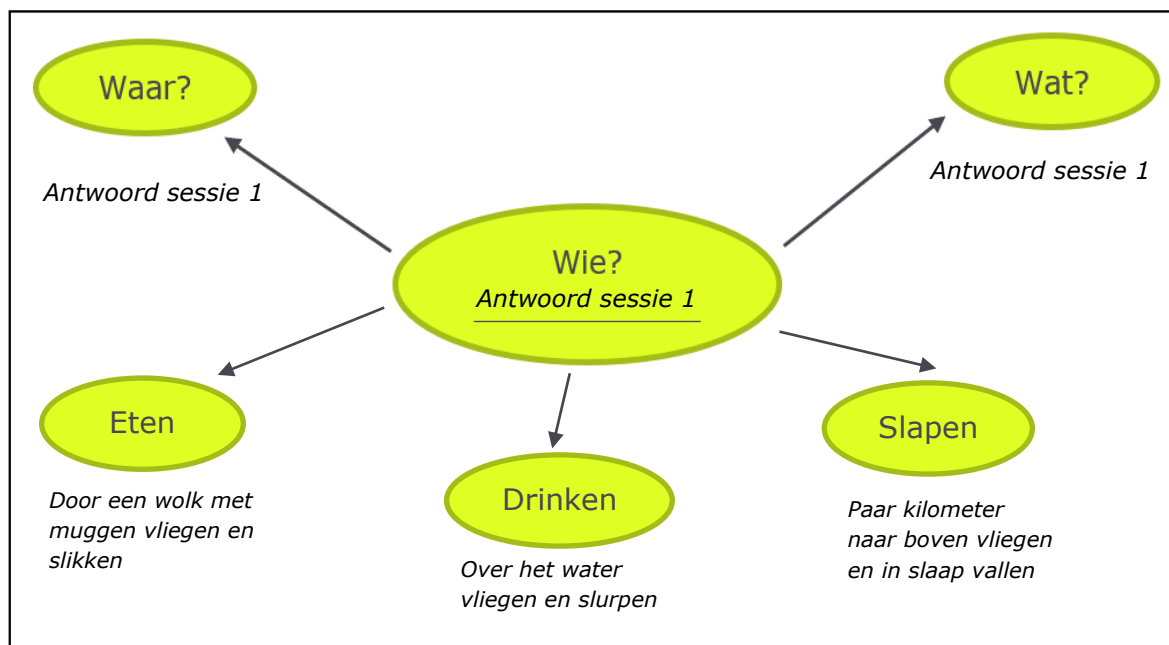 Waar?
Wat?
Antwoord sessie 1
Antwoord sessie 1
Wie?
Antwoord sessie 1
Eten
Door een wolk met
muggen vliegen en
slikken
Drinken
Over het water
vliegen en slurpen
Slapen
Paar kilometer
naar boven vliegen
en in slaap vallen